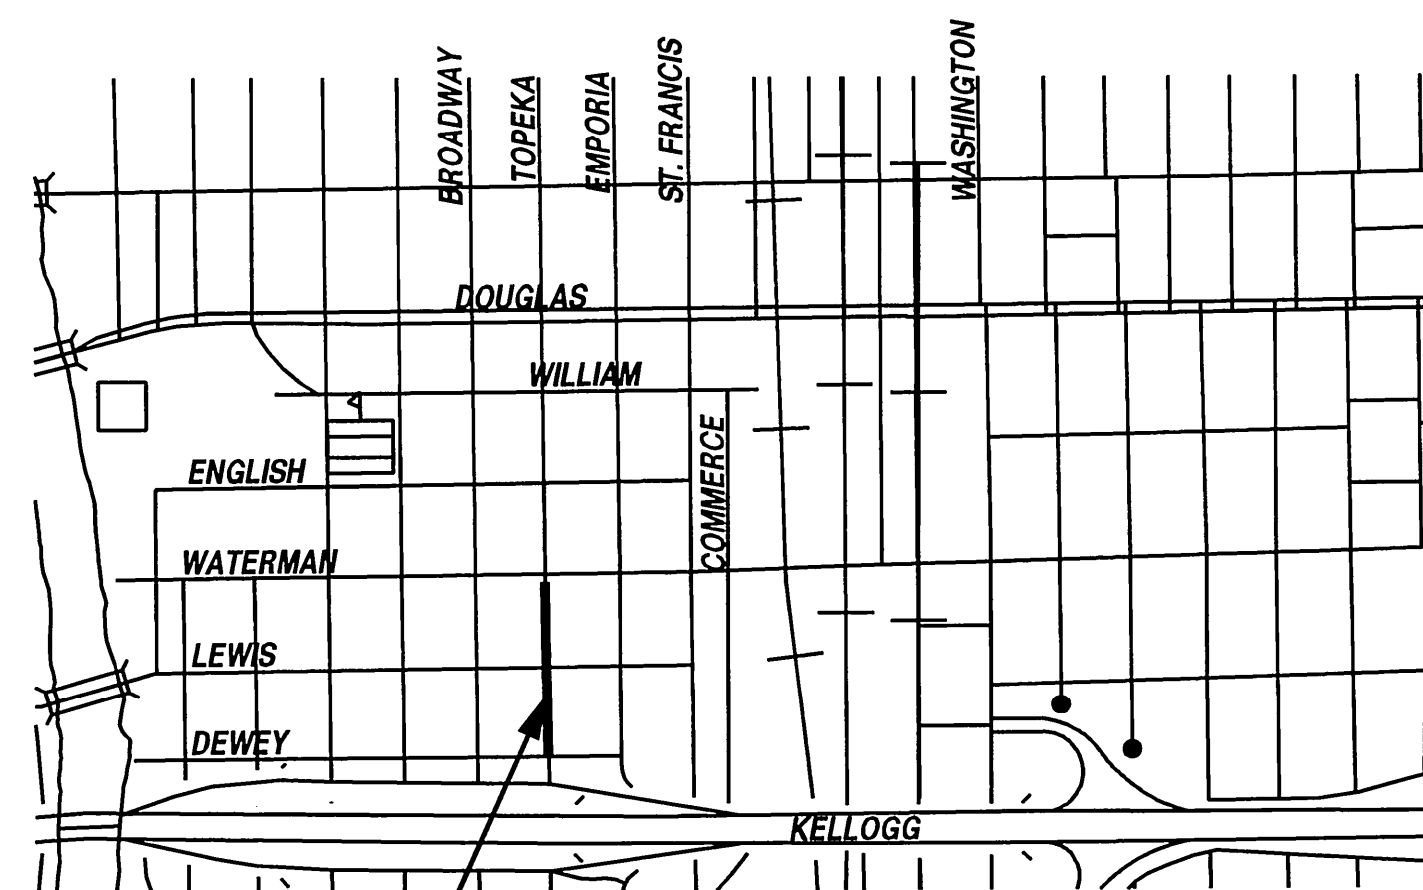 BROADWAY
TOPEKA
EMPORIA
ST. FRANCIS
WASHINGTON
DOUGLAS
WILLIAM
COMMERCE
ENGLISH
WATERMAN
LEWIS
DEWEY
KELLOGG